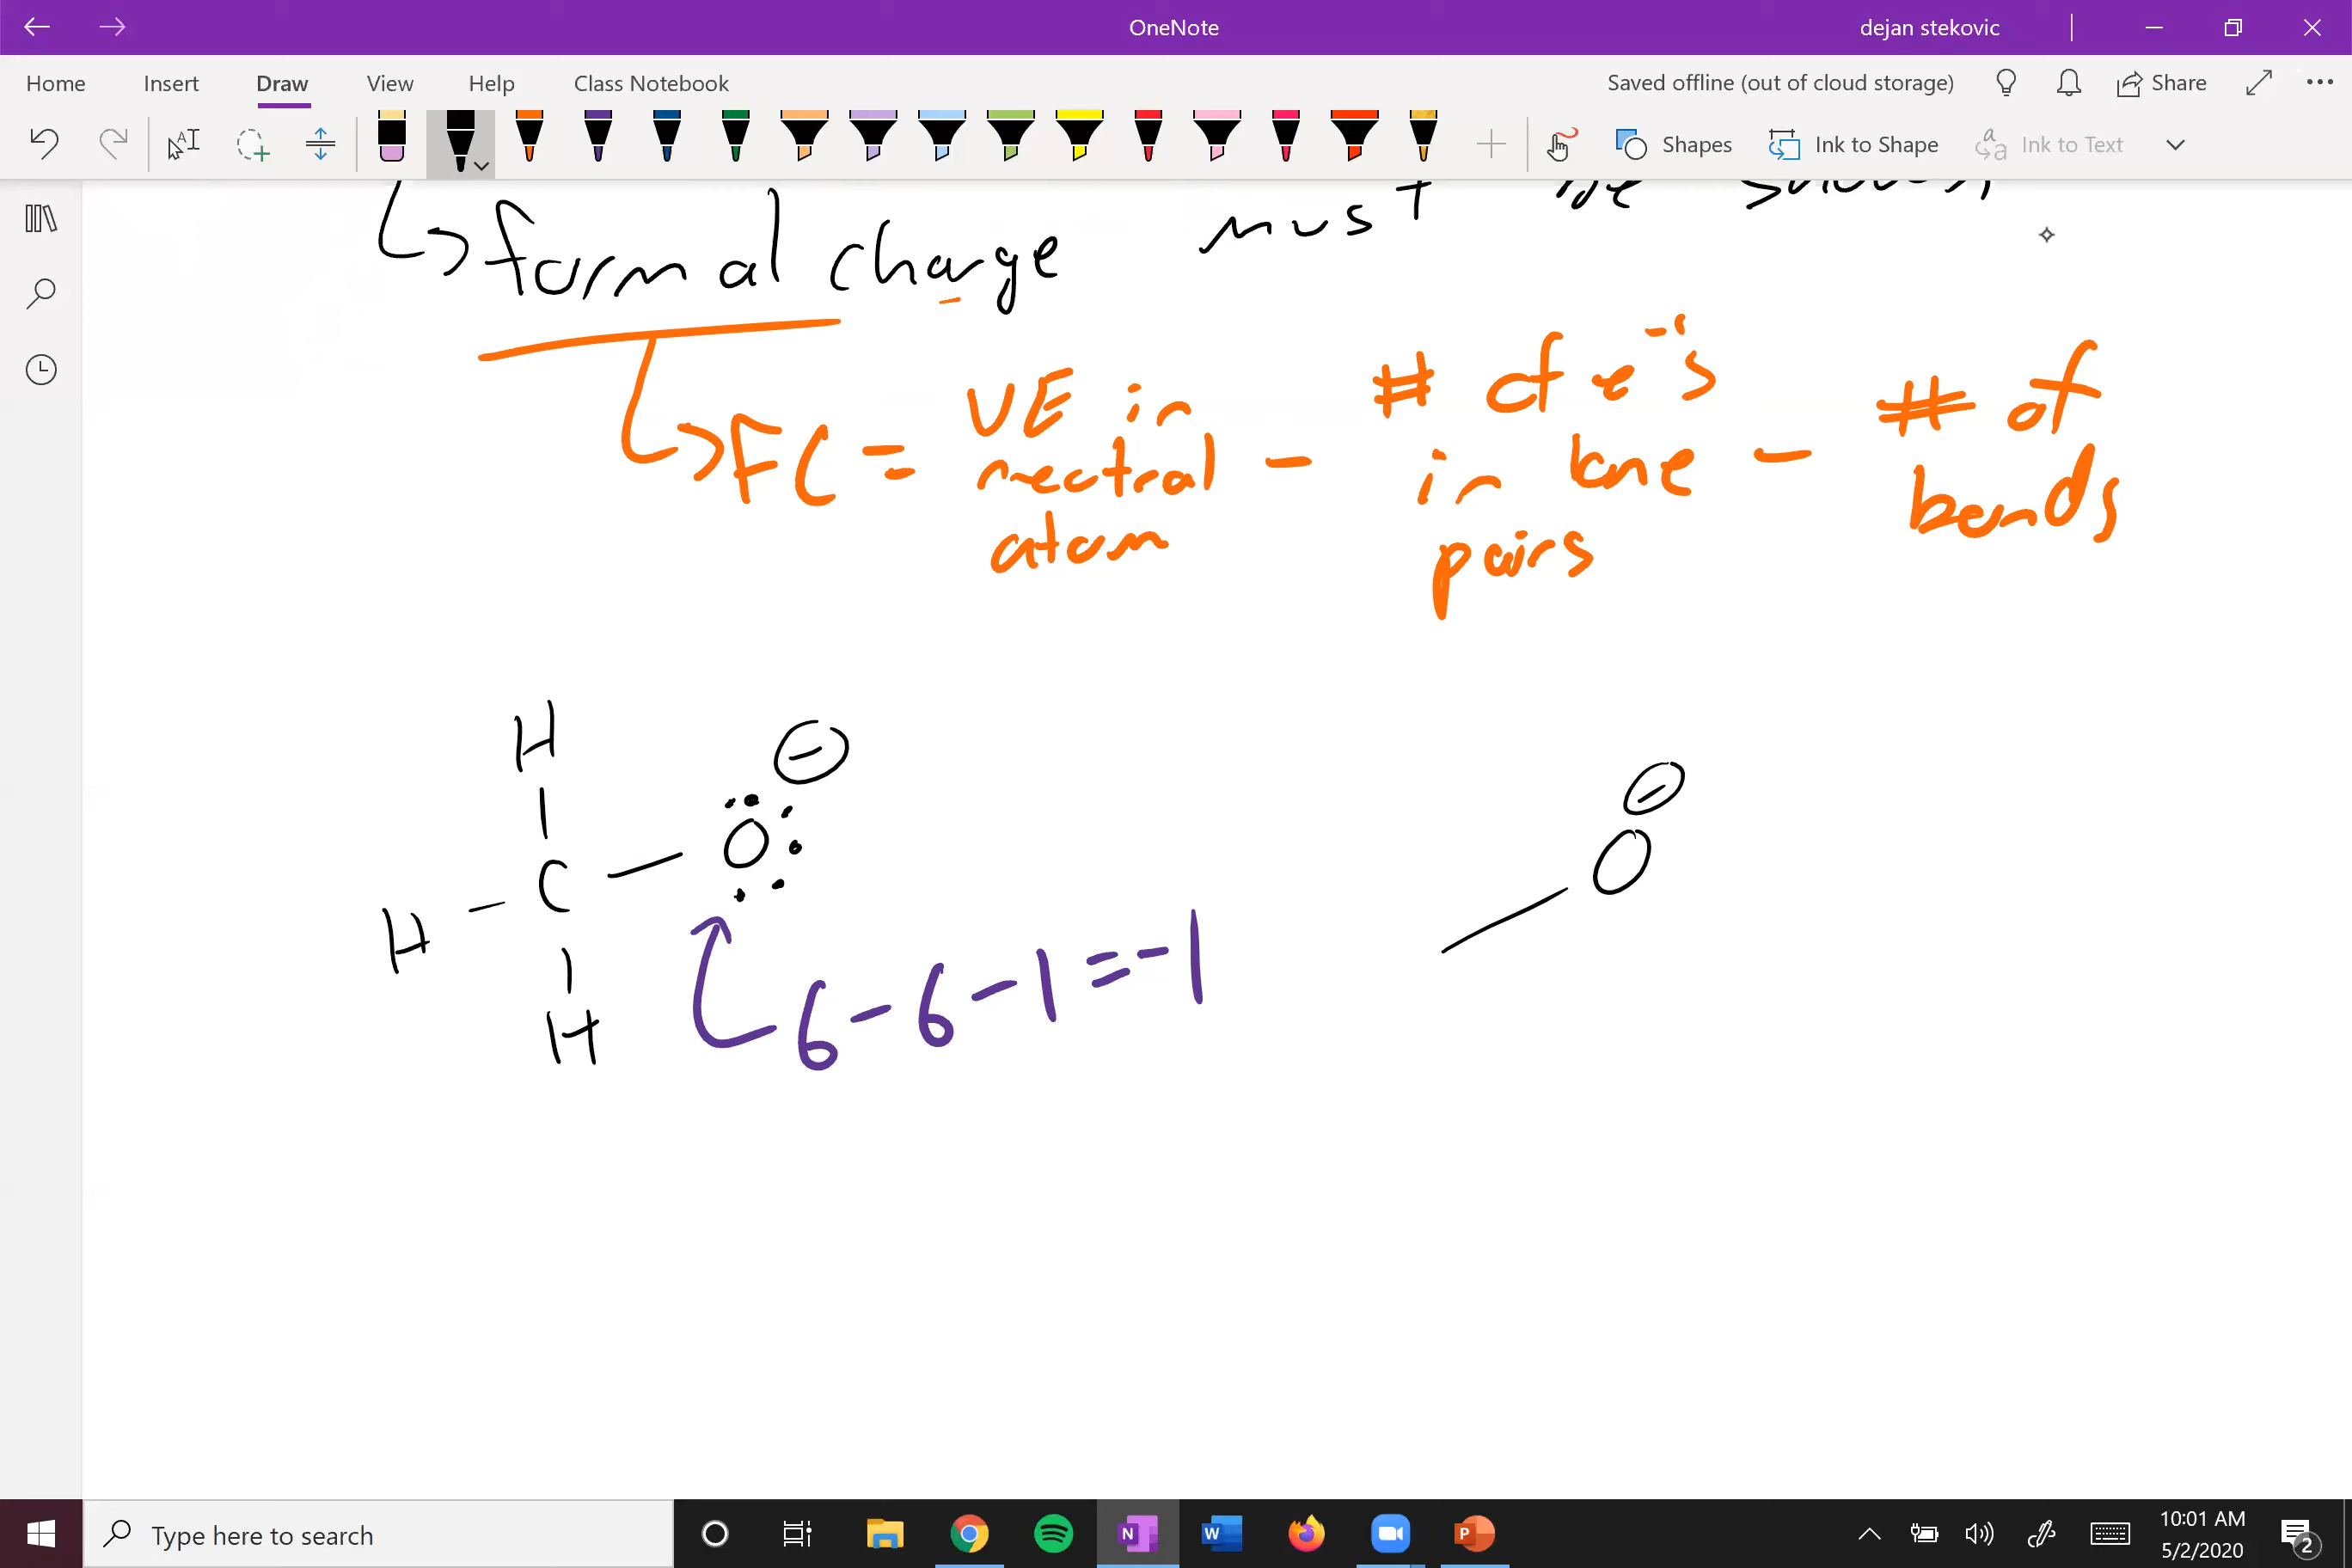 OneNote
dejan stekovic
Home Insert Draw View Help Class Notebook
Saved offline (out of cloud storage) Share
Shapes Ink to Shape Ink to Text
formal charge must be
FC = VE in neutral atom - # of e⁻'s in lone pairs - # of bonds
H
H - C - O ⊖
H
6 - 6 - 1 = -1
O ⊖
Type here to search
10:01 AM
5/2/2020
2